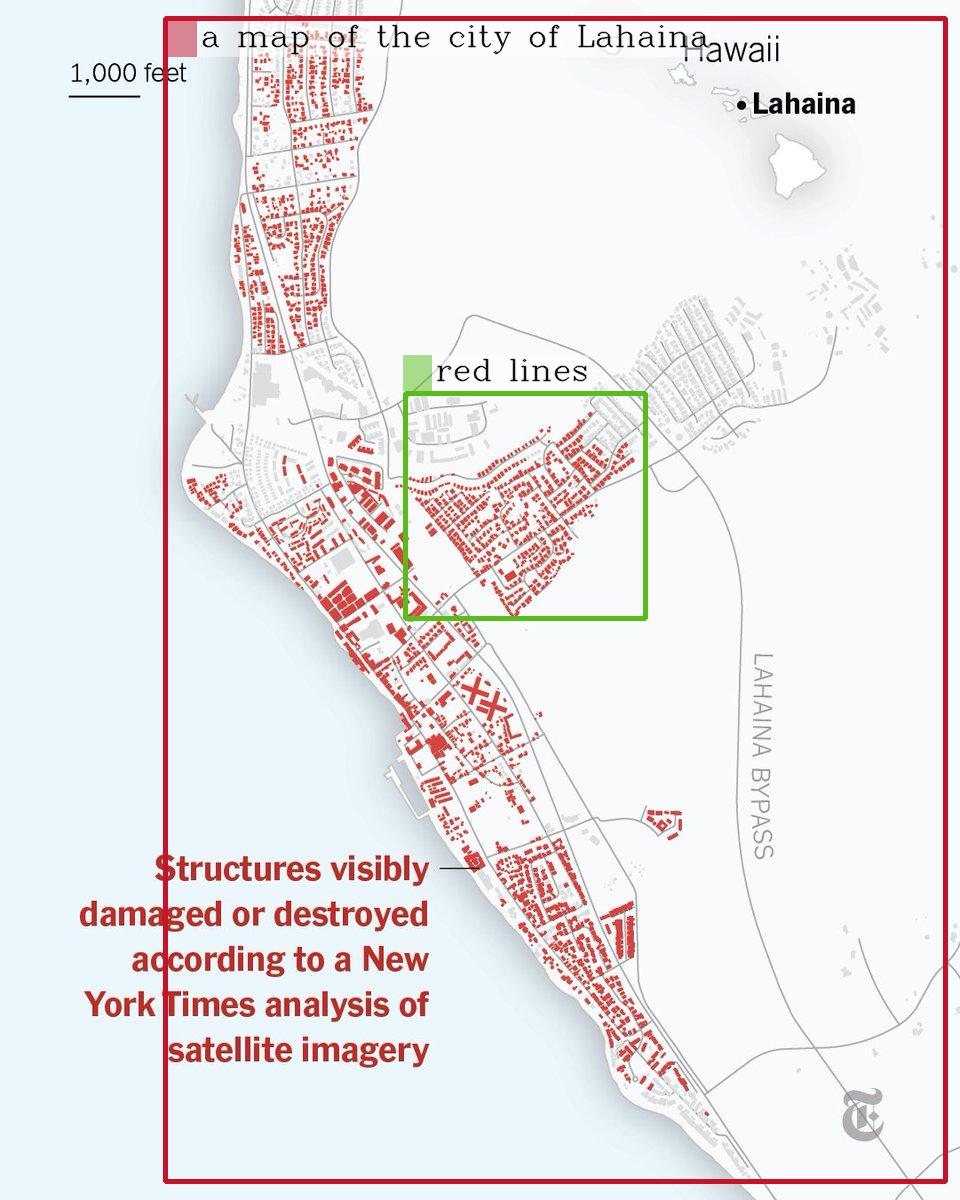 a map of the city of Lahaina
Hawaii
1,000 feet
Lahaina
red lines
LAHAINA BYPASS
Structures visibly
damaged or destroyed
according to a New
York Times analysis of
satellite imagery
T